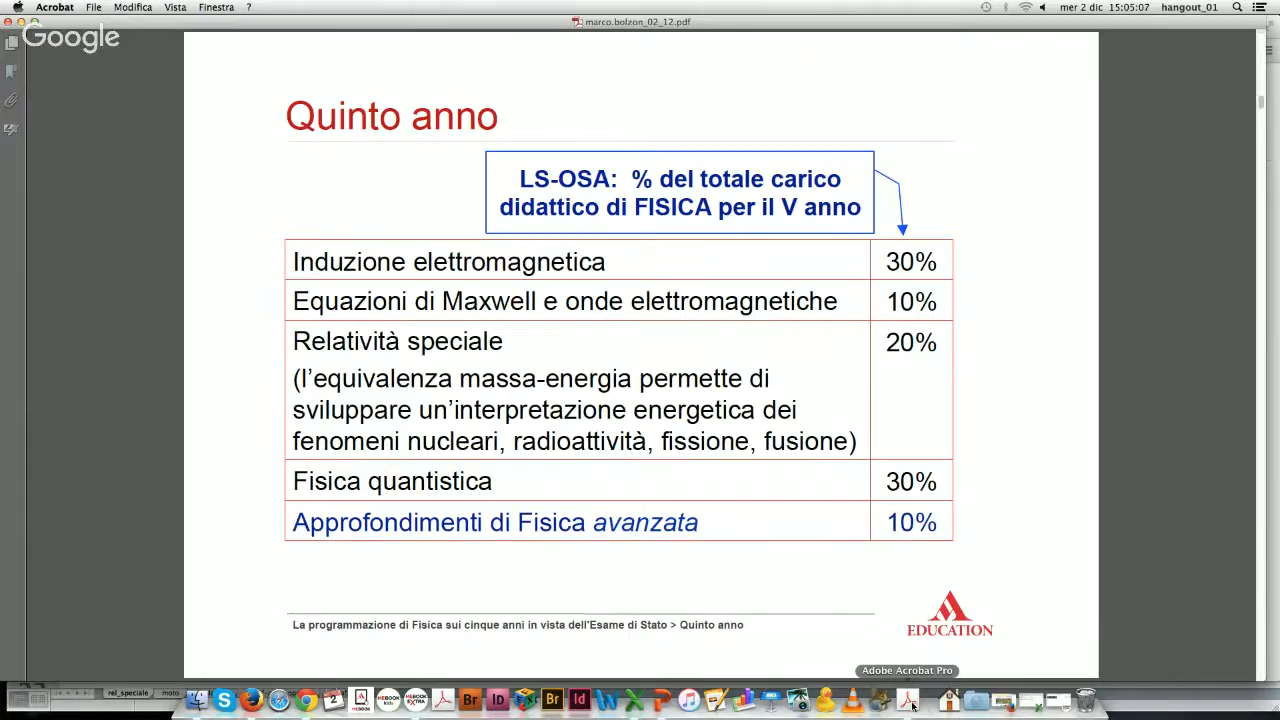 Acrobat File Modifica Vista Finestra ? mer 2 dic 15:05:07 hangout_01
marco.bolzon_02_12.pdf
Google
Quinto anno
LS-OSA: % del totale carico
didattico di FISICA per il V anno
Induzione elettromagnetica 30%
Equazioni di Maxwell e onde elettromagnetiche 10%
Relatività speciale 20%
(l’equivalenza massa-energia permette di
sviluppare un’interpretazione energetica dei
fenomeni nucleari, radioattività, fissione, fusione)
Fisica quantistica 30%
Approfondimenti di Fisica avanzata 10%
La programmazione di Fisica sui cinque anni in vista dell'Esame di Stato > Quinto anno
EDUCATION
Adobe Acrobat Pro
rel_speciale moto